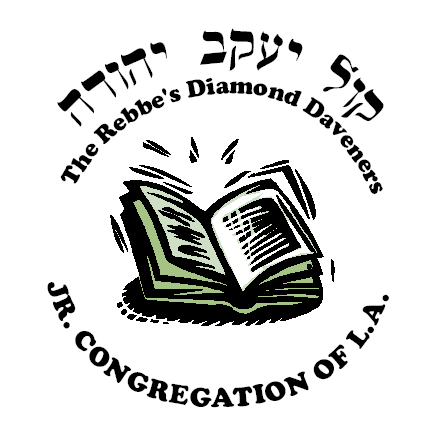 קול יעקב יהודה
The Rebbe's Diamond Daveners
JR. CONGREGATION OF L.A.